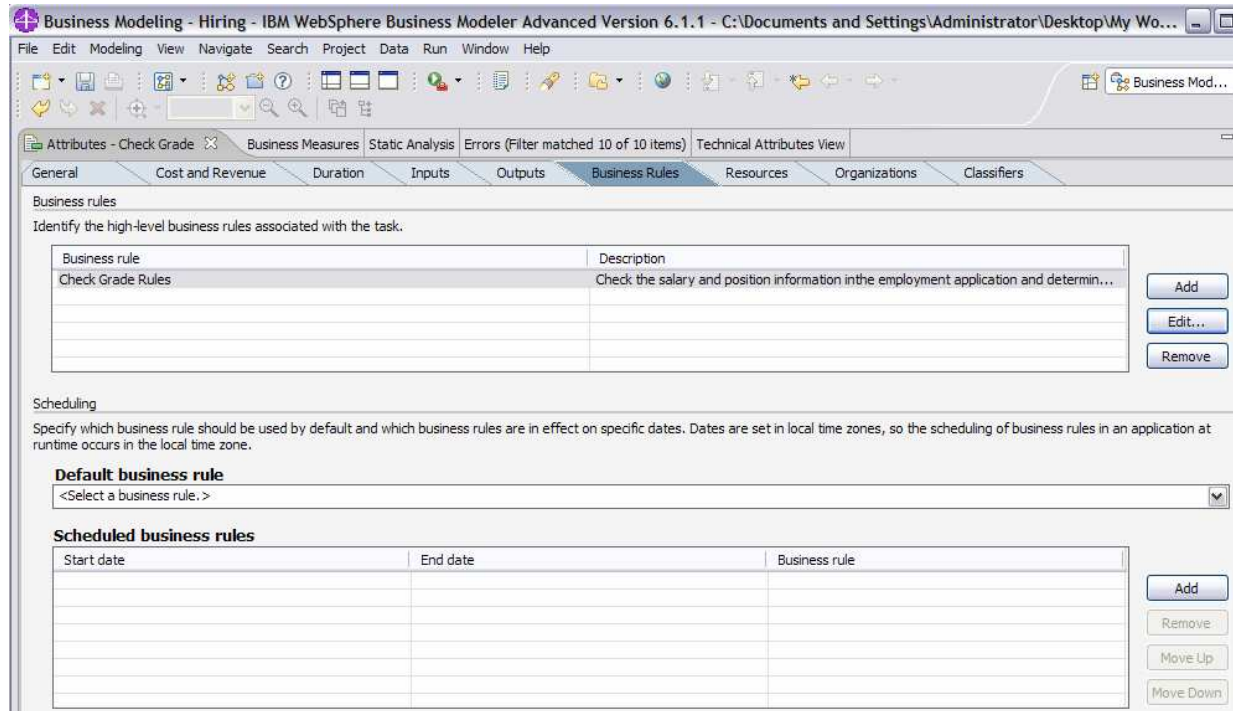 Business Modeling - Hiring - IBM WebSphere Business Modeler Advanced Version 6.1.1 - C:\Documents and Settings\Administrator\Desktop\My Wo...
File Edit Modeling View Navigate Search Project Data Run Window Help
Business Mod...
Attributes - Check Grade Business Measures Static Analysis Errors (Filter matched 10 of 10 items) Technical Attributes View
General Cost and Revenue Duration Inputs Outputs Business Rules Resources Organizations Classifiers
Business rules
Identify the high-level business rules associated with the task.
Business rule Description
Check Grade Rules Check the salary and position information inthe employment application and determin...
Add
Edit...
Remove
Scheduling
Specify which business rule should be used by default and which business rules are in effect on specific dates. Dates are set in local time zones, so the scheduling of business rules in an application at
runtime occurs in the local time zone.
Default business rule
<Select a business rule.>
Scheduled business rules
Start date End date Business rule
Add
Remove
Move Up
Move Down